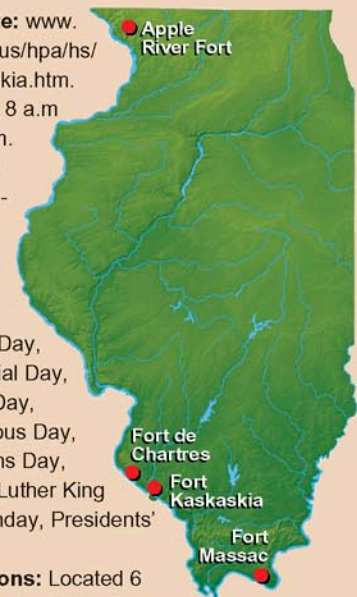 e: www.
us/hpa/hs/
kia.htm.
8 a.m
m.
-
Day,
ial Day,
Day,
bus Day,
ns Day,
Luther King
nday, Presidents'
ons: Located 6
Apple
River Fort
Fort de
Chartres
Fort
Kaskaskia
Fort
Massac